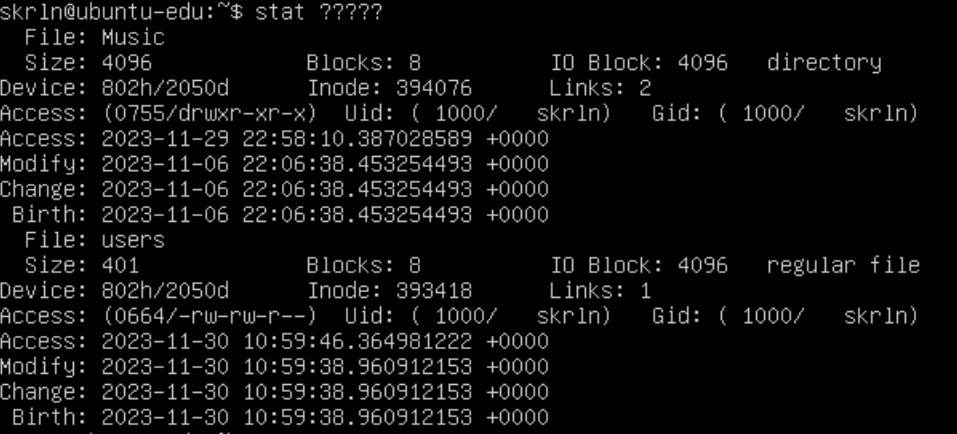 skrln@ubuntu-edu:~$ stat ?????
  File: Music
  Size: 4096            Blocks: 8          IO Block: 4096   directory
Device: 802h/2050d      Inode: 394076      Links: 2
Access: (0755/drwxr-xr-x)  Uid: ( 1000/   skrln)   Gid: ( 1000/   skrln)
Access: 2023-11-29 22:58:10.387028589 +0000
Modify: 2023-11-06 22:06:38.453254493 +0000
Change: 2023-11-06 22:06:38.453254493 +0000
 Birth: 2023-11-06 22:06:38.453254493 +0000
  File: users
  Size: 401             Blocks: 8          IO Block: 4096   regular file
Device: 802h/2050d      Inode: 393418      Links: 1
Access: (0664/-rw-rw-r--)  Uid: ( 1000/   skrln)   Gid: ( 1000/   skrln)
Access: 2023-11-30 10:59:46.364981222 +0000
Modify: 2023-11-30 10:59:38.960912153 +0000
Change: 2023-11-30 10:59:38.960912153 +0000
 Birth: 2023-11-30 10:59:38.960912153 +0000